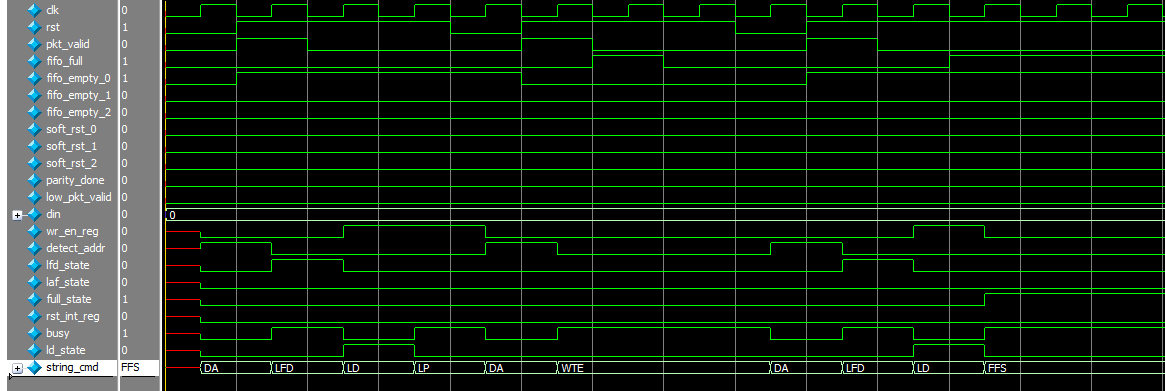 clk 0
rst 1
pkt_valid 0
fifo_full 1
fifo_empty_0 1
fifo_empty_1 0
fifo_empty_2 0
soft_rst_0 0
soft_rst_1 0
soft_rst_2 0
parity_done 0
low_pkt_valid 0
din 0 0
wr_en_reg 0
detect_addr 0
lfd_state 0
laf_state 0
full_state 1
rst_int_reg 0
busy 1
ld_state 0
string_cmd FFS DA LFD LD LP DA WTE DA LFD LD FFS